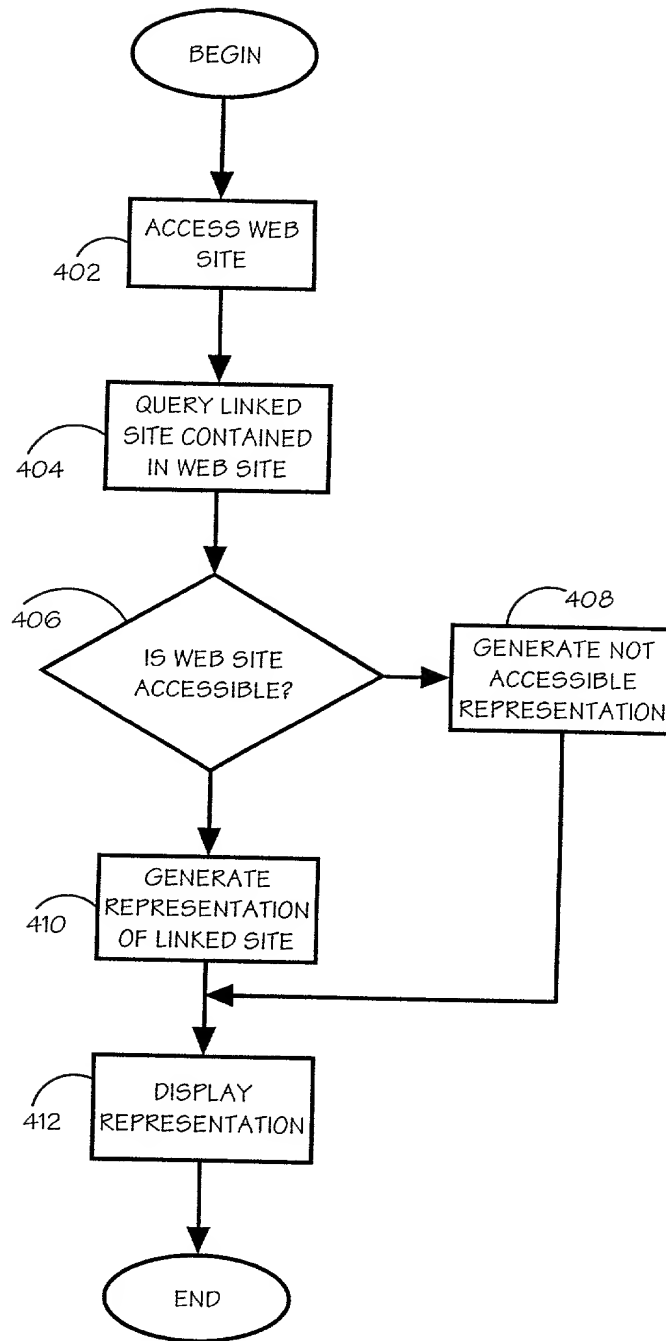 BEGIN
ACCESS WEB
SITE
402
QUERY LINKED
SITE CONTAINED
IN WEB SITE
404
406
IS WEB SITE
ACCESSIBLE?
408
GENERATE NOT
ACCESSIBLE
REPRESENTATION
GENERATE
REPRESENTATION
OF LINKED SITE
410
DISPLAY
REPRESENTATION
412
END